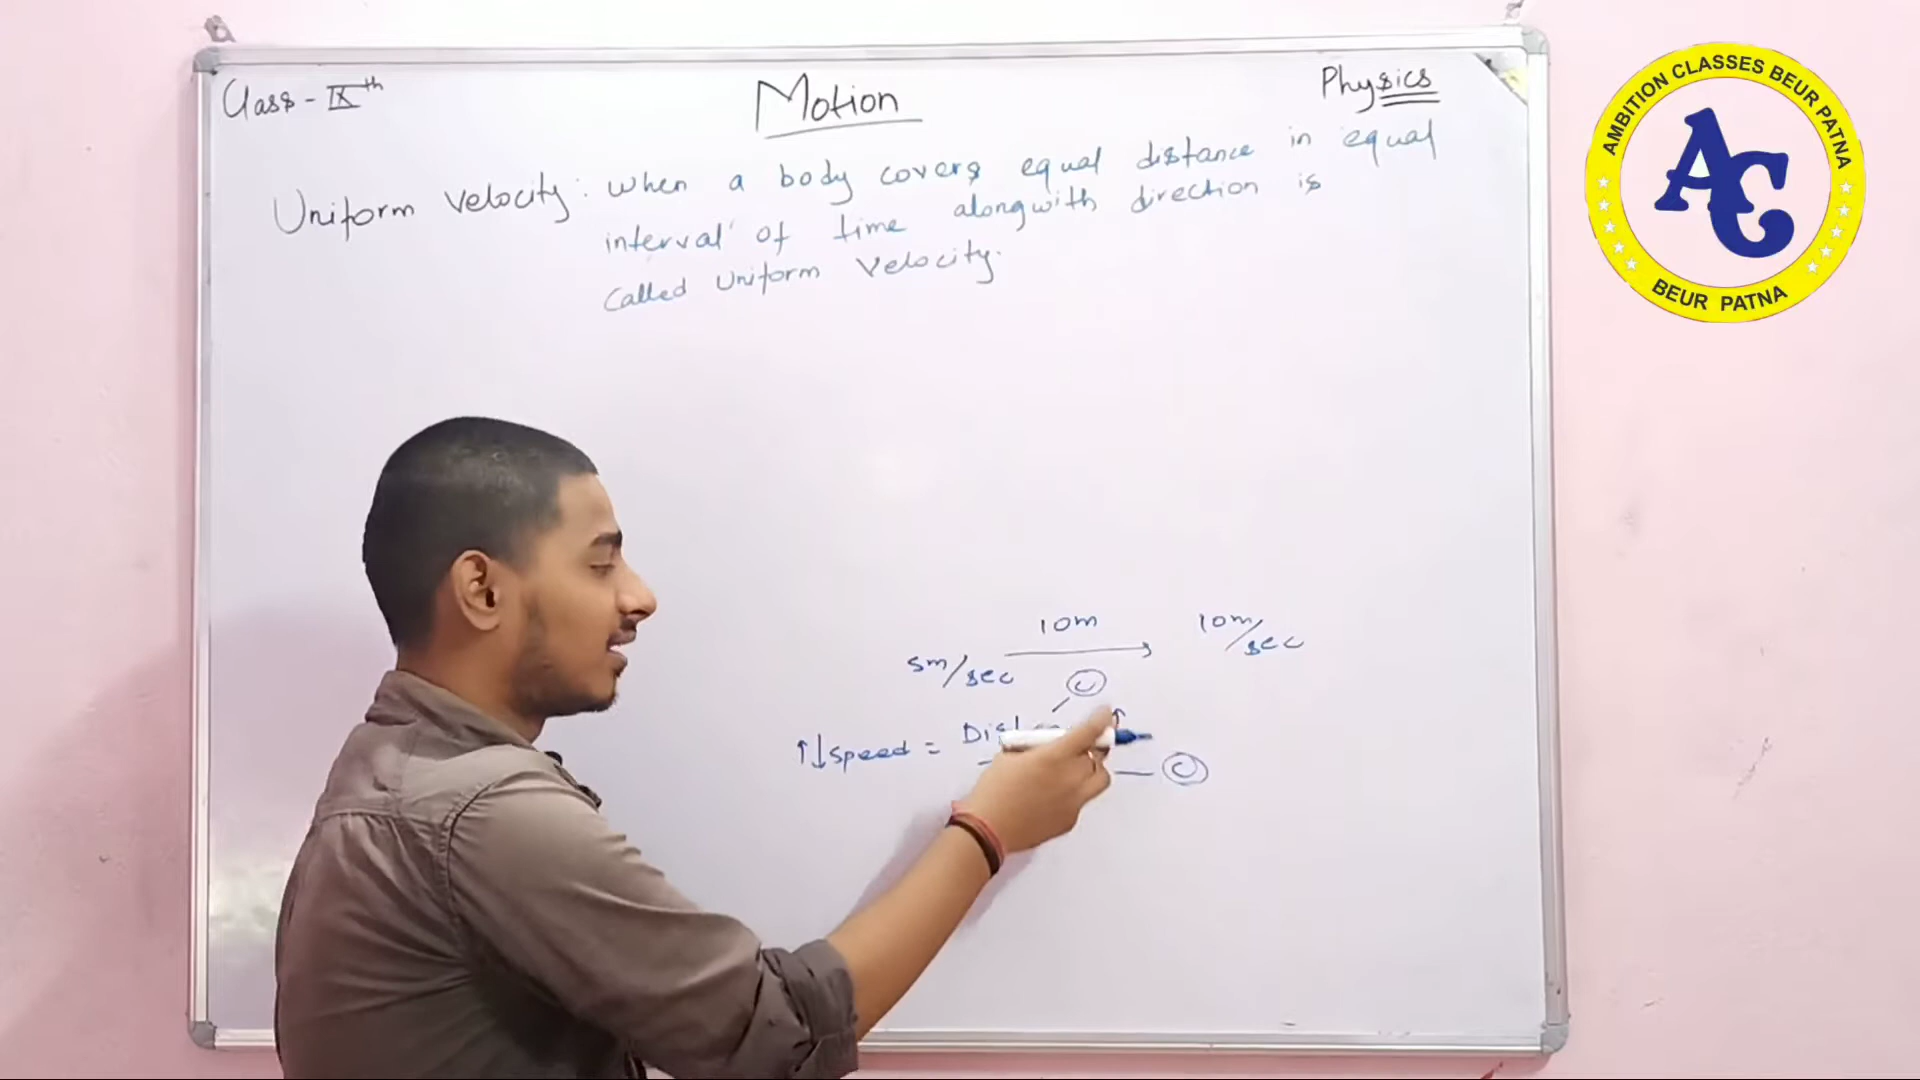 Class - IXth
Motion
Physics
Uniform Velocity: when a body covers equal distance in equal
interval of time alongwith direction is
called uniform velocity.
10m
10m/sec
5m/sec
C
↑↓speed =
↑
C
AMBITION CLASSES BEUR PATNA
AC
BEUR PATNA